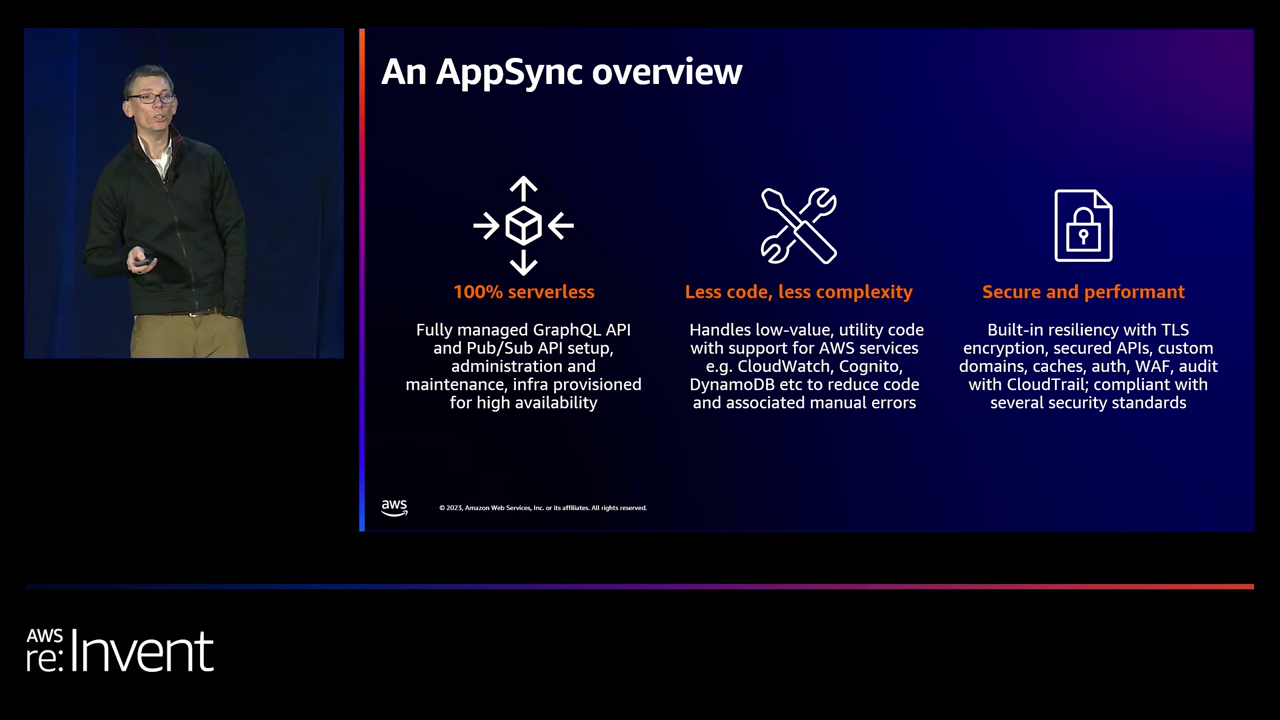 An AppSync overview
100% serverless
Fully managed GraphQL API
and Pub/Sub API setup,
administration and
maintenance, infra provisioned
for high availability
Less code, less complexity
Handles low-value, utility code
with support for AWS services
e.g. CloudWatch, Cognito,
DynamoDB etc to reduce code
and associated manual errors
Secure and performant
Built-in resiliency with TLS
encryption, secured APIs, custom
domains, caches, auth, WAF, audit
with CloudTrail; compliant with
several security standards
aws
© 2023, Amazon Web Services, Inc. or its affiliates. All rights reserved.
AWS
re:Invent